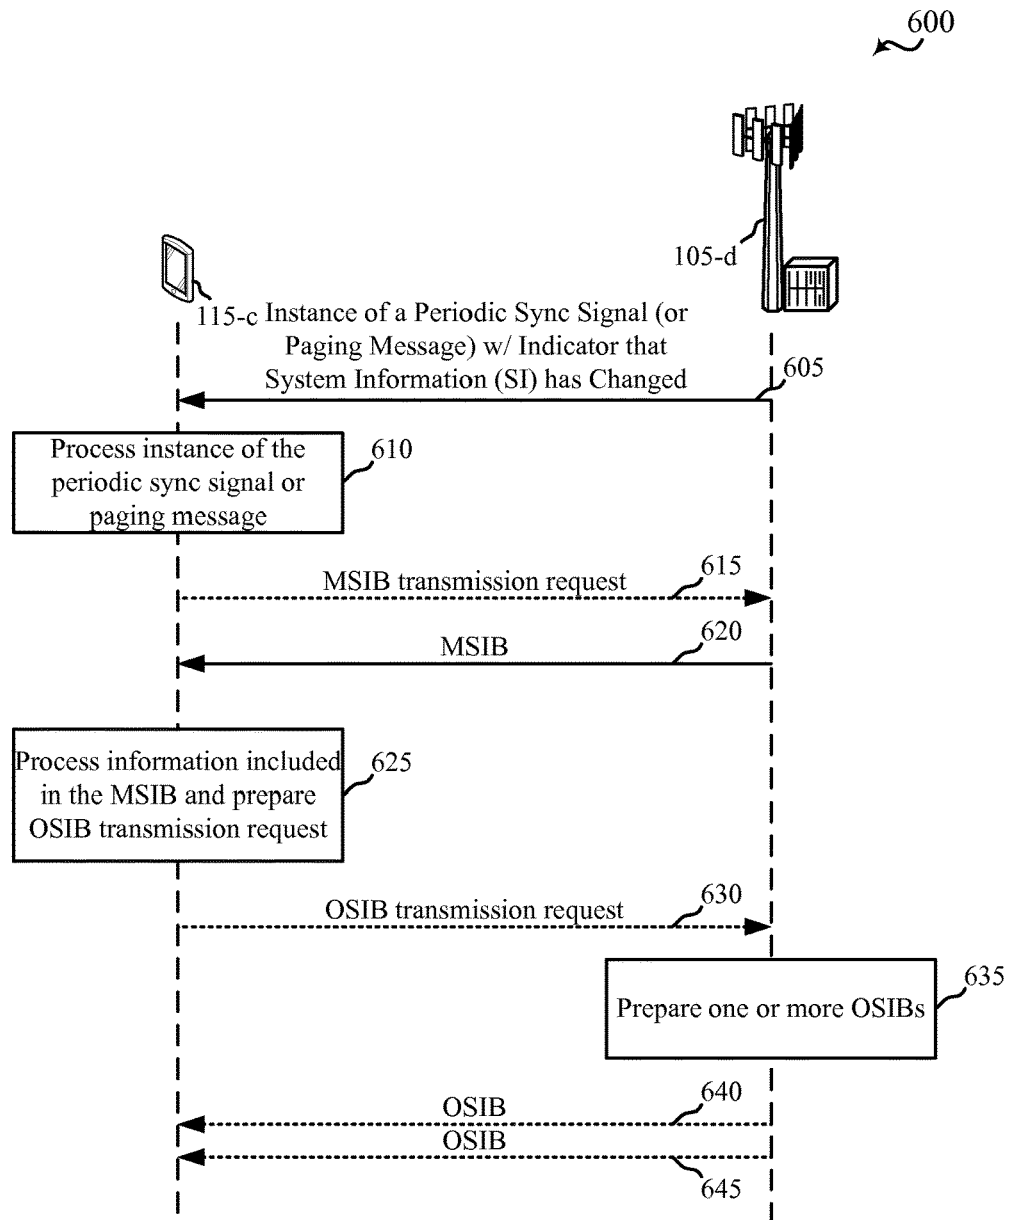 600
105-d
115-c
Instance of a Periodic Sync Signal (or
Paging Message) w/ Indicator that
System Information (SI) has Changed
605
Process instance of the
periodic sync signal or
paging message
610
MSIB transmission request
615
MSIB
620
Process information included
in the MSIB and prepare
OSIB transmission request
625
OSIB transmission request
630
Prepare one or more OSIBs
635
OSIB
640
OSIB
645